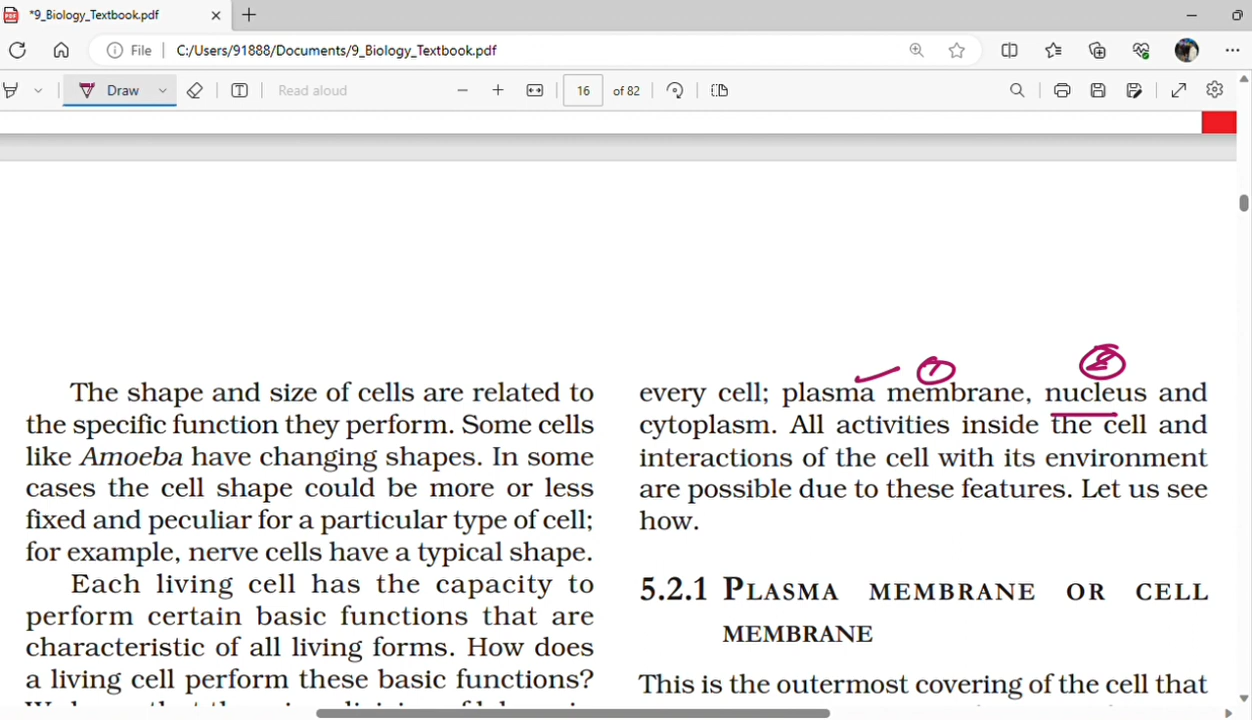 *9_Biology_Textbook.pdf
File
C:/Users/91888/Documents/9_Biology_Textbook.pdf
Draw
Read aloud
16
of 82
1
2
The shape and size of cells are related to
the specific function they perform. Some cells
like Amoeba have changing shapes. In some
cases the cell shape could be more or less
fixed and peculiar for a particular type of cell;
for example, nerve cells have a typical shape.
Each living cell has the capacity to
perform certain basic functions that are
characteristic of all living forms. How does
a living cell perform these basic functions?
every cell; plasma membrane, nucleus and
cytoplasm. All activities inside the cell and
interactions of the cell with its environment
are possible due to these features. Let us see
how.
5.2.1 PLASMA MEMBRANE OR CELL
MEMBRANE
This is the outermost covering of the cell that